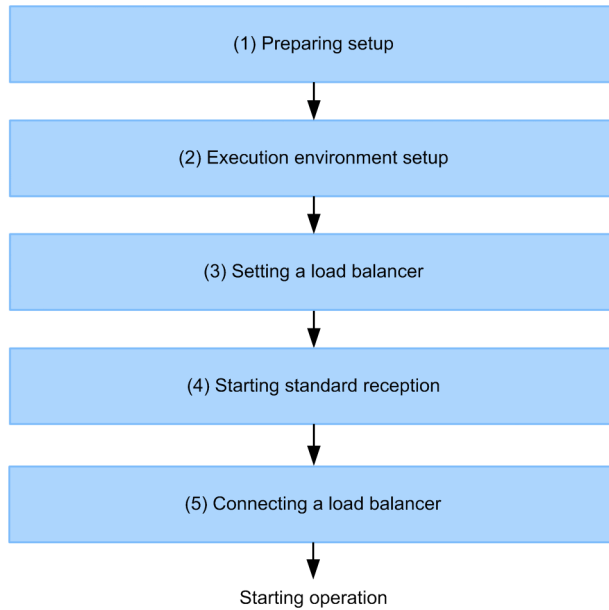 (1) Preparing setup
(2) Execution environment setup
(3) Setting a load balancer
(4) Starting standard reception
(5) Connecting a load balancer
Starting operation